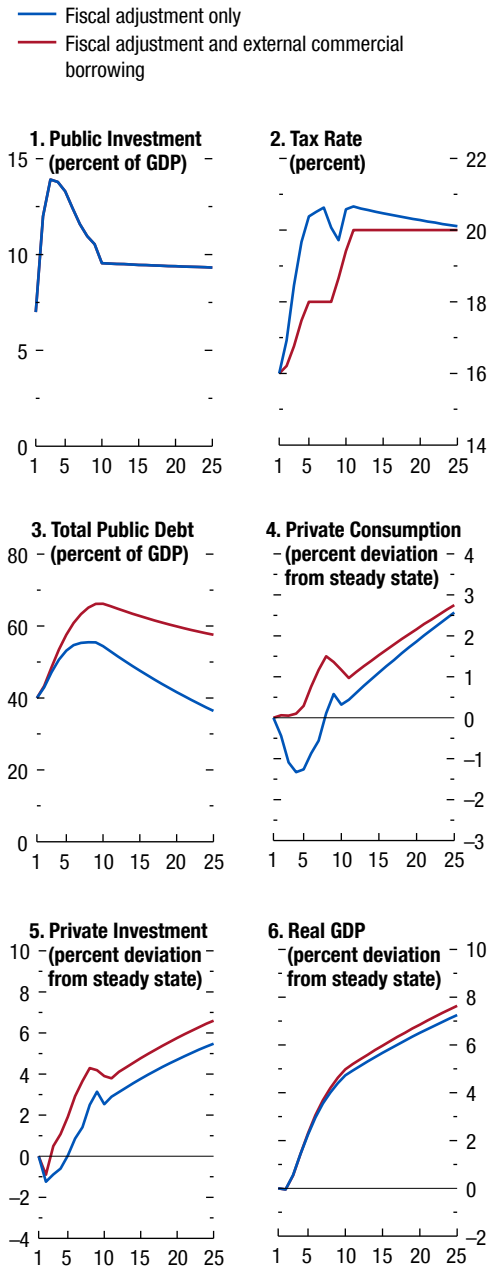 Fiscal adjustment only
Fiscal adjustment and external commercial
borrowing
1. Public Investment
(percent of GDP)
15
10
5
0
1 5 10 15 20 25
2. Tax Rate
(percent)
22
20
18
16
14
1 5 10 15 20 25
3. Total Public Debt
(percent of GDP)
80
60
40
20
0
1 5 10 15 20 25
4. Private Consumption
(percent deviation
from steady state)
4
3
2
1
0
–1
–2
–3
1 5 10 15 20 25
5. Private Investment
(percent deviation
from steady state)
10
8
6
4
2
0
–2
–4
1 5 10 15 20 25
6. Real GDP
(percent deviation
from steady state)
10
8
6
4
2
0
–2
1 5 10 15 20 25